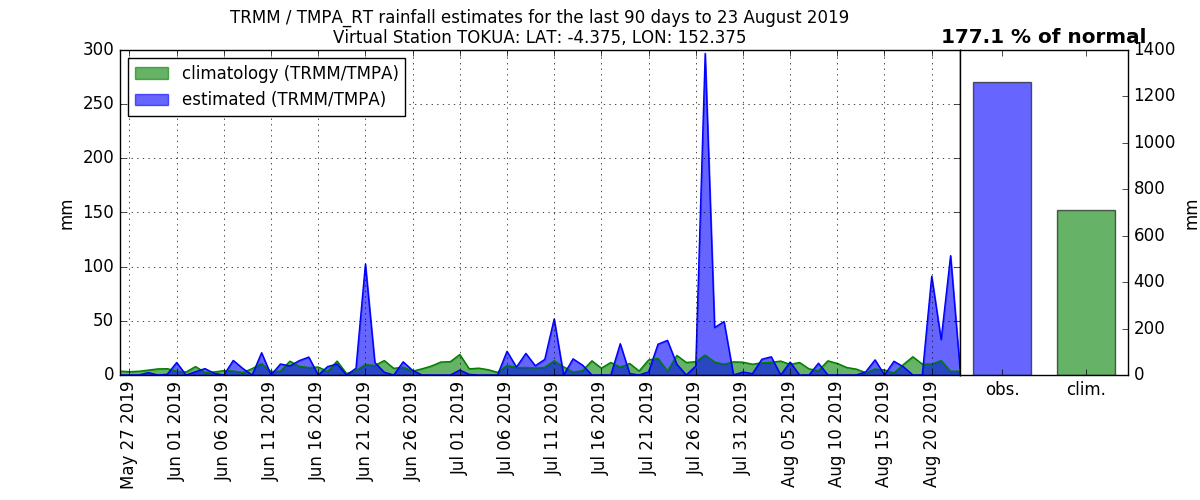 TRMM / TMPA_RT rainfall estimates for the last 90 days to 23 August 2019
Virtual Station TOKUA: LAT: -4.375, LON: 152.375
177.1 % of normal
climatology (TRMM/TMPA)
estimated (TRMM/TMPA)
mm
300
250
200
150
100
50
0
May 27 2019
Jun 01 2019
Jun 06 2019
Jun 11 2019
Jun 16 2019
Jun 21 2019
Jun 26 2019
Jul 01 2019
Jul 06 2019
Jul 11 2019
Jul 16 2019
Jul 21 2019
Jul 26 2019
Jul 31 2019
Aug 05 2019
Aug 10 2019
Aug 15 2019
Aug 20 2019
obs.
clim.
1400
1200
1000
800
600
400
200
0
mm